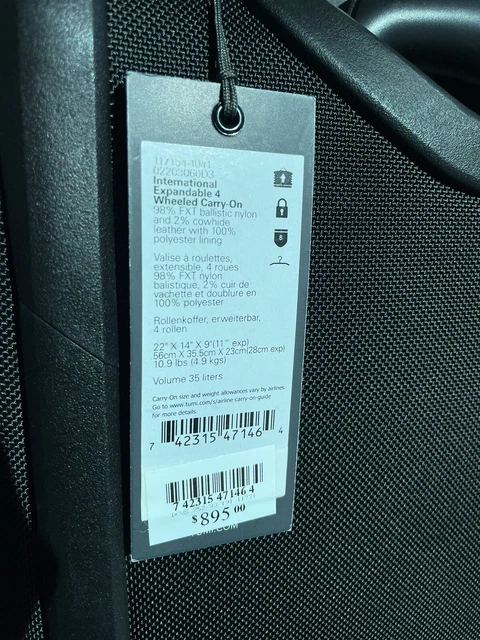 117154-1041
02203060D3
International
Expandable 4
Wheeled Carry-On
98% FXT ballistic nylon
and 2% cowhide
leather with 100%
polyester lining
Valise à roulettes,
extensible, 4 roues
98% FXT nylon
balistique, 2% cuir de
vachette et doublure en
100% polyester
Rollenkoffer, erweiterbar,
4 rollen
22" X 14" X 9"(11" exp)
56cm X 35.5cm X 23cm(28cm exp)
10.9 lbs (4.9 kgs)
Volume 35 liters
Carry-On size and weight allowances vary by airlines.
Go to www.tumi.com/s/airline-carry-on-guide
for more details.
7 42315 47146 4
7 42315 47146 4
$895.00
TUMI.COM